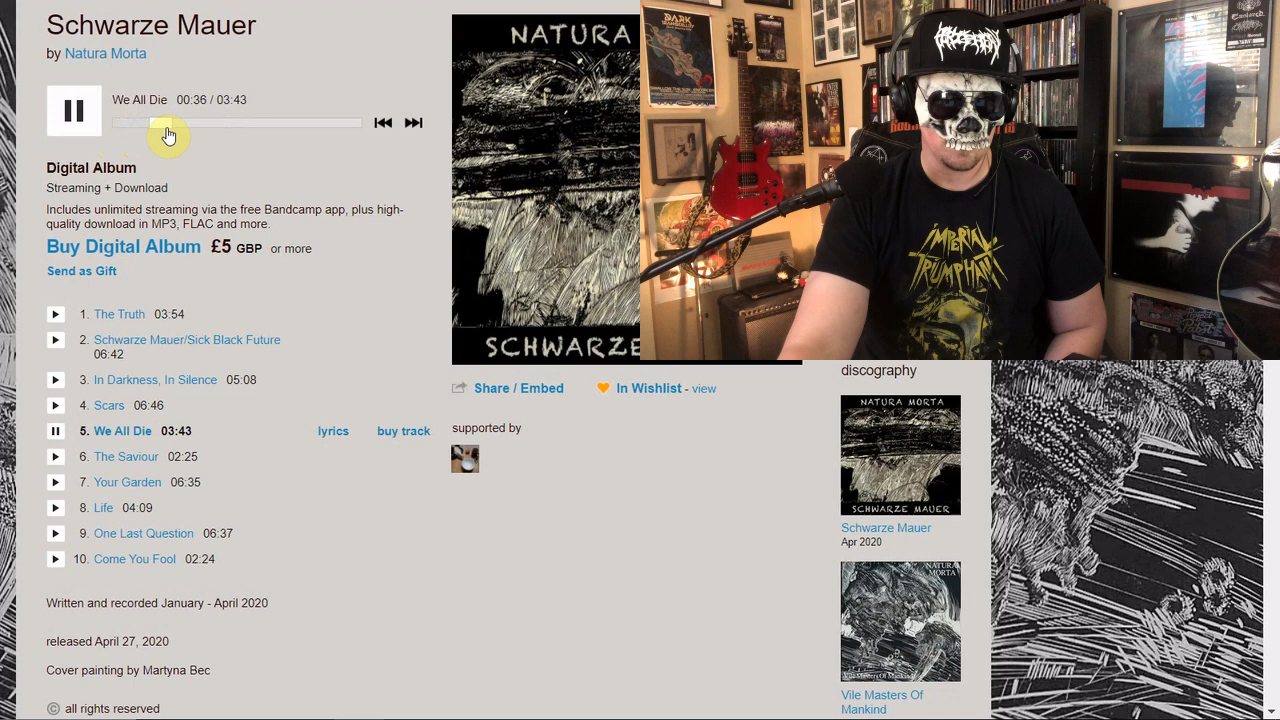 Schwarze Mauer
by Natura Morta
We All Die 00:36 / 03:43
Digital Album
Streaming + Download
Includes unlimited streaming via the free Bandcamp app, plus high-
quality download in MP3, FLAC and more.
Buy Digital Album £5 GBP or more
Send as Gift
1. The Truth 03:54
2. Schwarze Mauer/Sick Black Future
06:42
3. In Darkness, In Silence 05:08
4. Scars 06:46
5. We All Die 03:43 lyrics buy track
6. The Saviour 02:25
7. Your Garden 06:35
8. Life 04:09
9. One Last Question 06:37
10. Come You Fool 02:24
Written and recorded January - April 2020
released April 27, 2020
Cover painting by Martyna Bec
© all rights reserved
NATURA
SCHWARZE
Share / Embed
In Wishlist - view
supported by
DARK
TRANQUILLITY
IMPERIAL
TRIUMPHANT
discography
NATURA MORTA
SCHWARZE MAUER
Schwarze Mauer
Apr 2020
NATURA
MORTA
Vile Masters Of Mankind
Vile Masters Of
Mankind